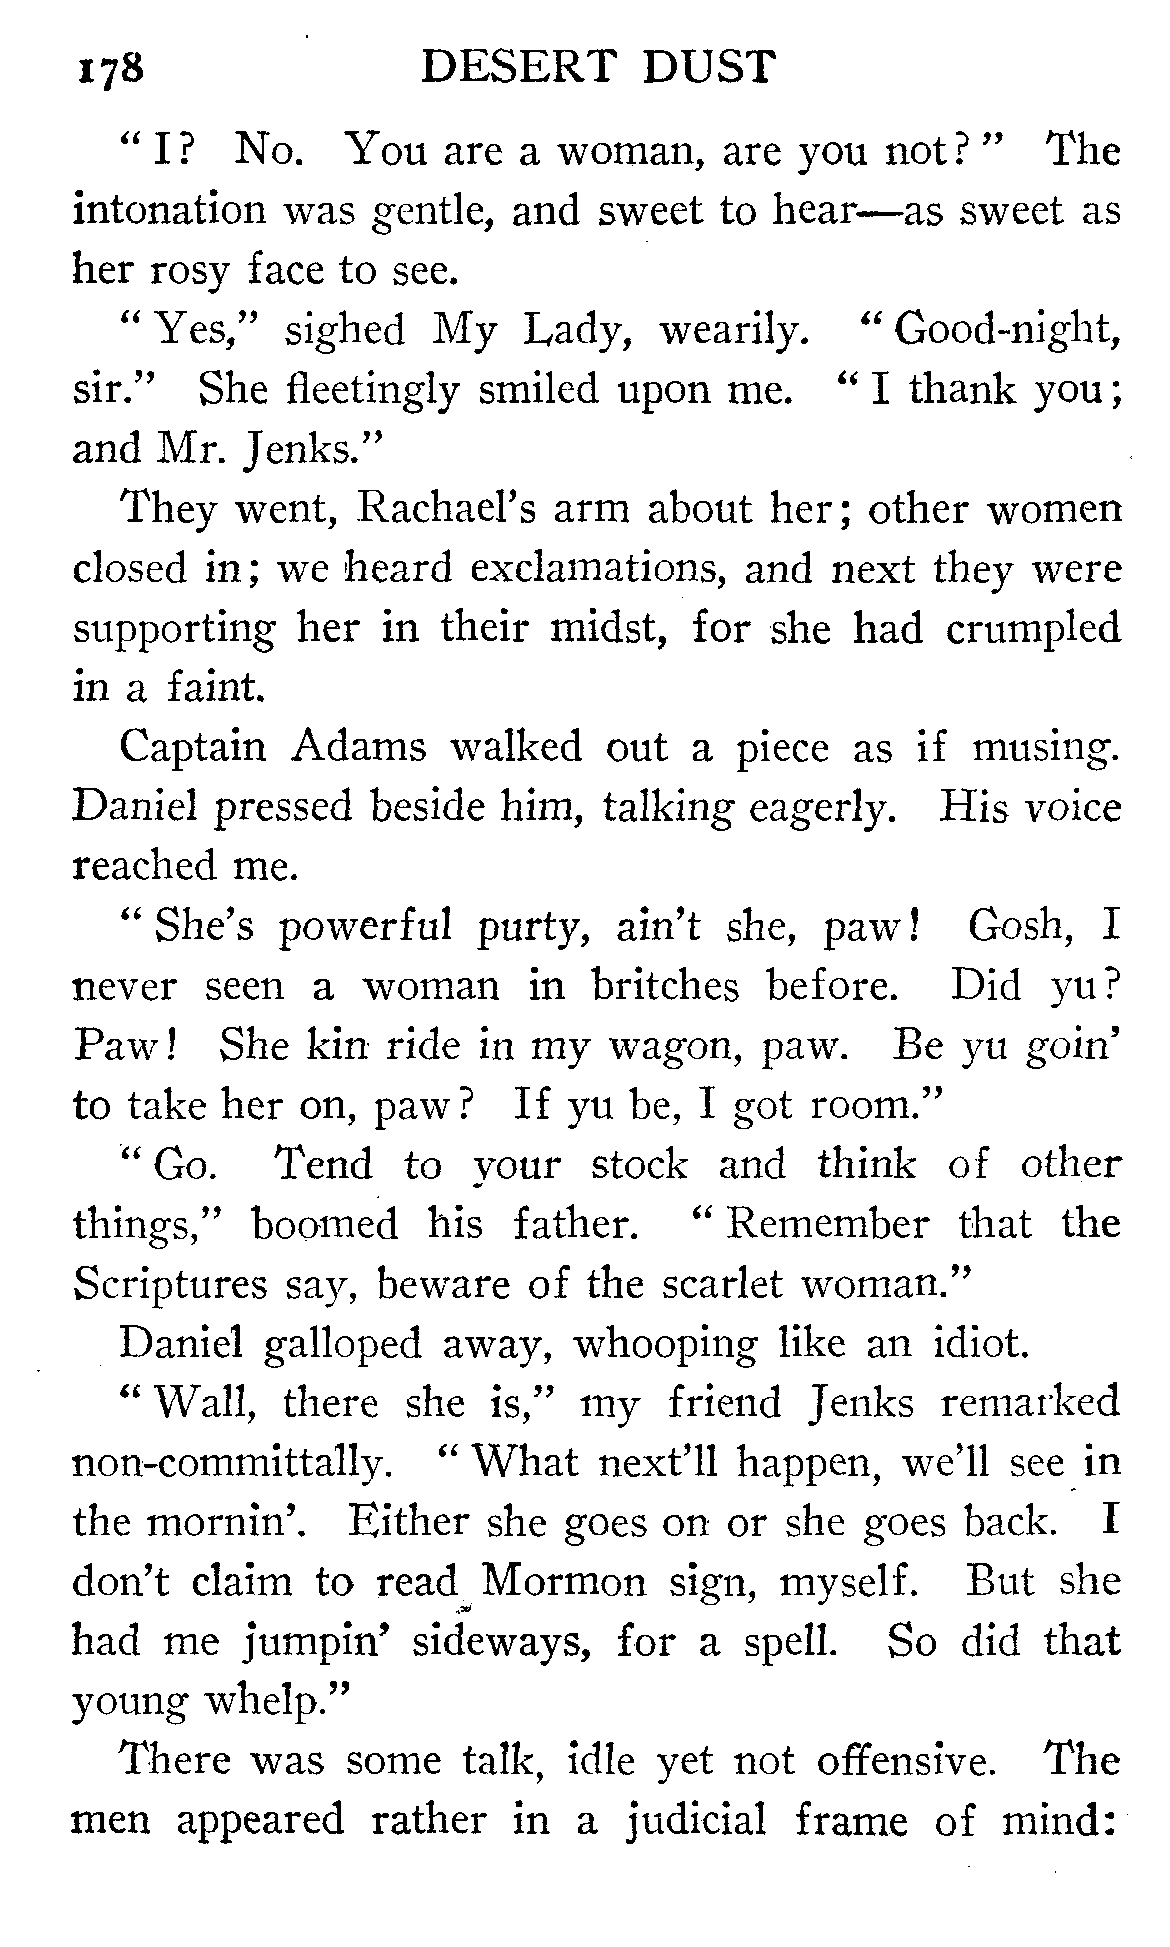 178 DESERT DUST
“ I? No. You are a woman, are you not? ” The
intonation was gentle, and sweet to hear—as sweet as
her rosy face to see.
“ Yes,” sighed My Lady, wearily. “ Good-night,
sir.” She fleetingly smiled upon me. “ I thank you;
and Mr. Jenks.”
They went, Rachael’s arm about her; other women
closed in; we heard exclamations, and next they were
supporting her in their midst, for she had crumpled
in a faint.
Captain Adams walked out a piece as if musing.
Daniel pressed beside him, talking eagerly. His voice
reached me.
“ She’s powerful purty, ain’t she, paw! Gosh, I
never seen a woman in britches before. Did yu?
Paw! She kin ride in my wagon, paw. Be yu goin’
to take her on, paw? If yu be, I got room.”
“ Go. Tend to your stock and think of other
things,” boomed his father. “ Remember that the
Scriptures say, beware of the scarlet woman.”
Daniel galloped away, whooping like an idiot.
“ Wall, there she is,” my friend Jenks remarked
non-committally. “ What next’ll happen, we’ll see in
the mornin’. Either she goes on or she goes back. I
don’t claim to read Mormon sign, myself. But she
had me jumpin’ sideways, for a spell. So did that
young whelp.”
There was some talk, idle yet not offensive. The
men appeared rather in a judicial frame of mind: